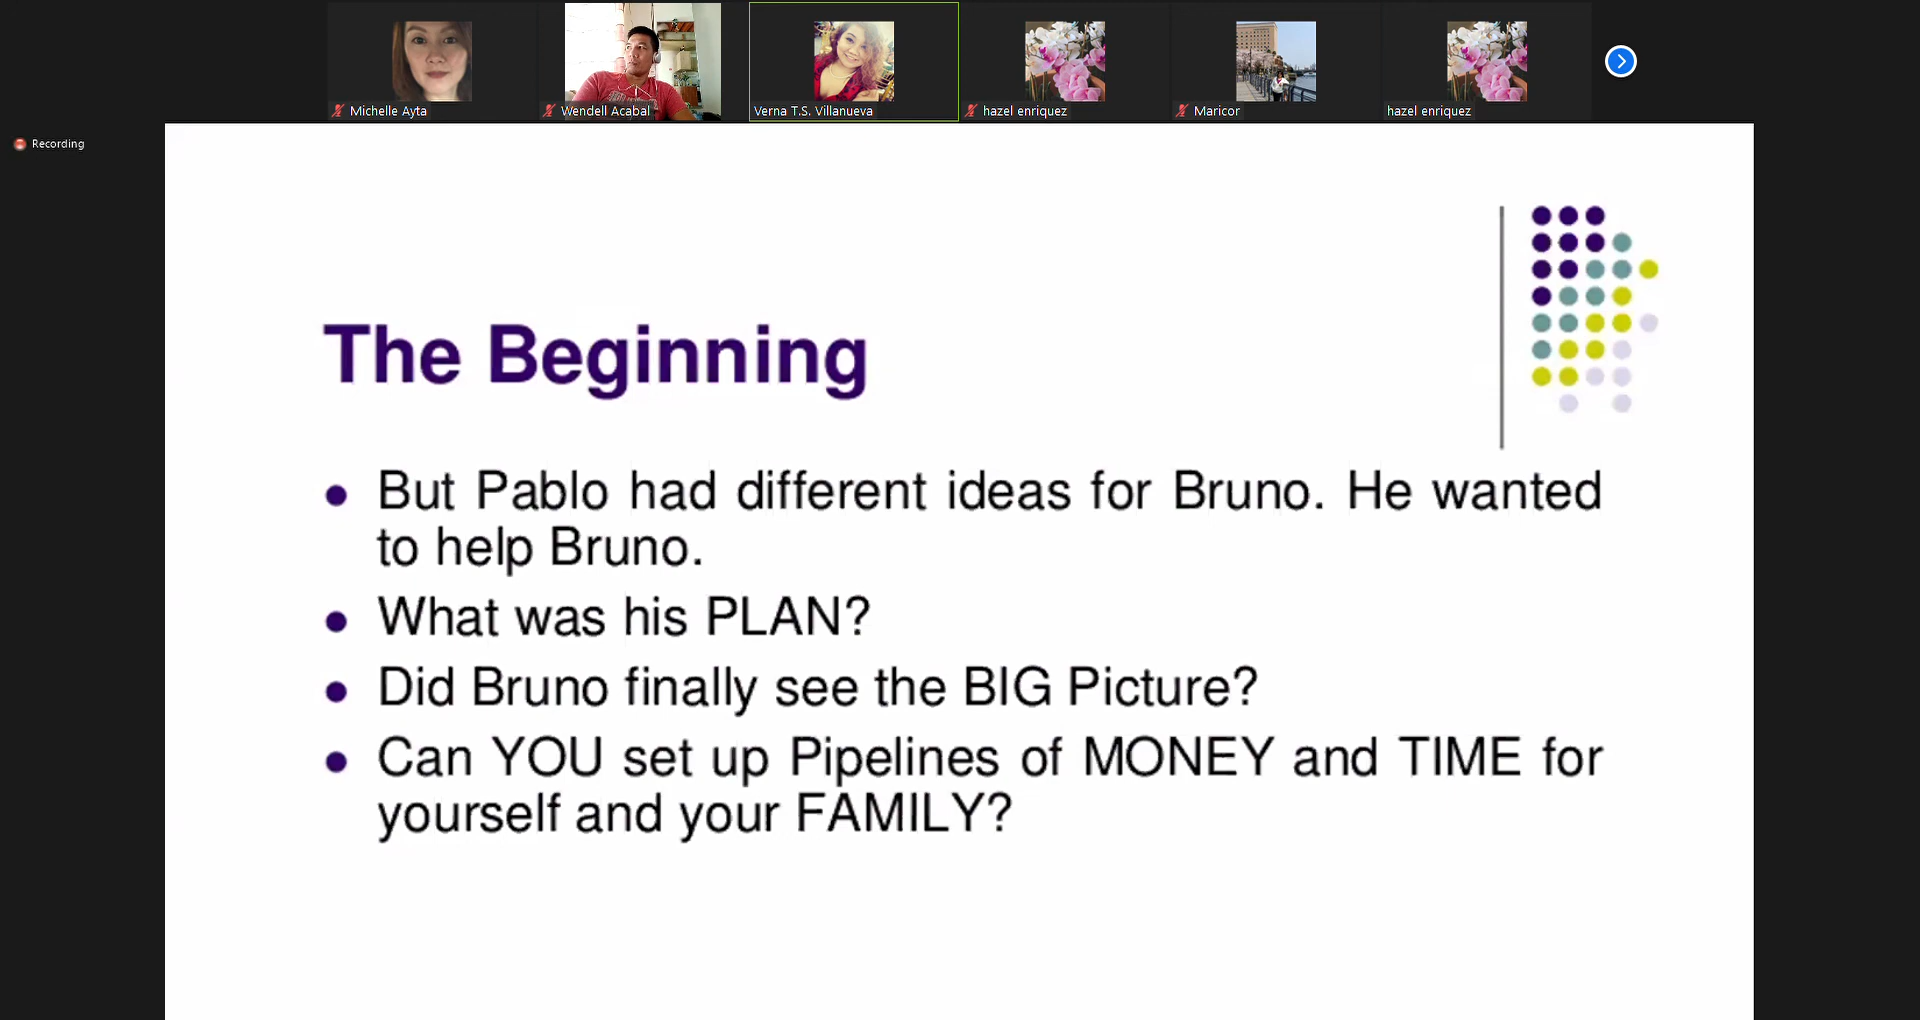 Michelle Ayta
Wendell Acabal
Verna T.S. Villanueva
hazel enriquez
Maricor
hazel enriquez
Recording
The Beginning
But Pablo had different ideas for Bruno. He wanted
to help Bruno.
What was his PLAN?
Did Bruno finally see the BIG Picture?
Can YOU set up Pipelines of MONEY and TIME for
yourself and your FAMILY?